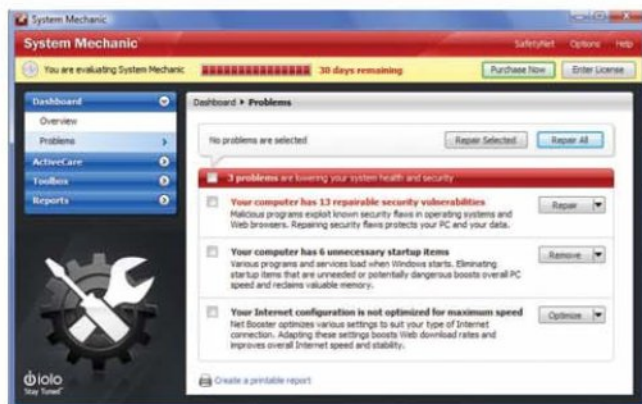 System Mechanic
System Mechanic
SafetyNet Options Help
You are evaluating System Mechanic 30 days remaining Purchase Now Enter License
Dashboard
Overview
Problems
ActiveCare
Toolbox
Reports
iolo
Stay Tuned
Dashboard Problems
No problems are selected Repair Selected Repair All
3 problems are lowering your system health and security
Your computer has 13 repairable security vulnerabilities Repair
Malicious programs exploit known security flaws in operating systems and
Web browsers. Repairing security flaws protects your PC and your data.
Your computer has 6 unnecessary startup items Remove
Various programs and services load when Windows starts. Eliminating
startup items that are unneeded or potentially dangerous boosts overall PC
speed and reclaims valuable memory.
Your Internet configuration is not optimized for maximum speed Optimize
Net Booster optimizes various settings to suit your type of Internet
connection. Adapting these settings boosts Web download rates and
improves overall Internet speed and stability.
Create a printable report